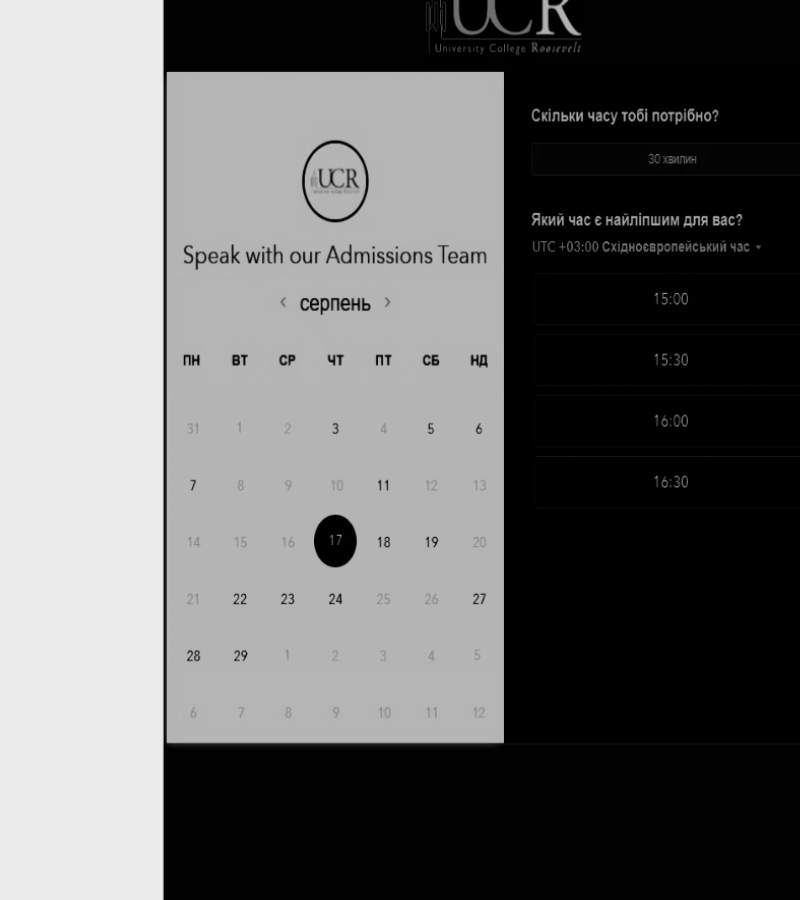 UCR
University College Roosevelt
UCR
Speak with our Admissions Team
‹ серпень ›
ПН ВТ СР ЧТ ПТ СБ НД
31 1 2 3 4 5 6
7 8 9 10 11 12 13
14 15 16 17 18 19 20
21 22 23 24 25 26 27
28 29 1 2 3 4 5
6 7 8 9 10 11 12
Скільки часу тобі потрібно?
30 хвилин
Який час є найліпшим для вас?
UTC +03:00 Східноєвропейський час
15:00
15:30
16:00
16:30